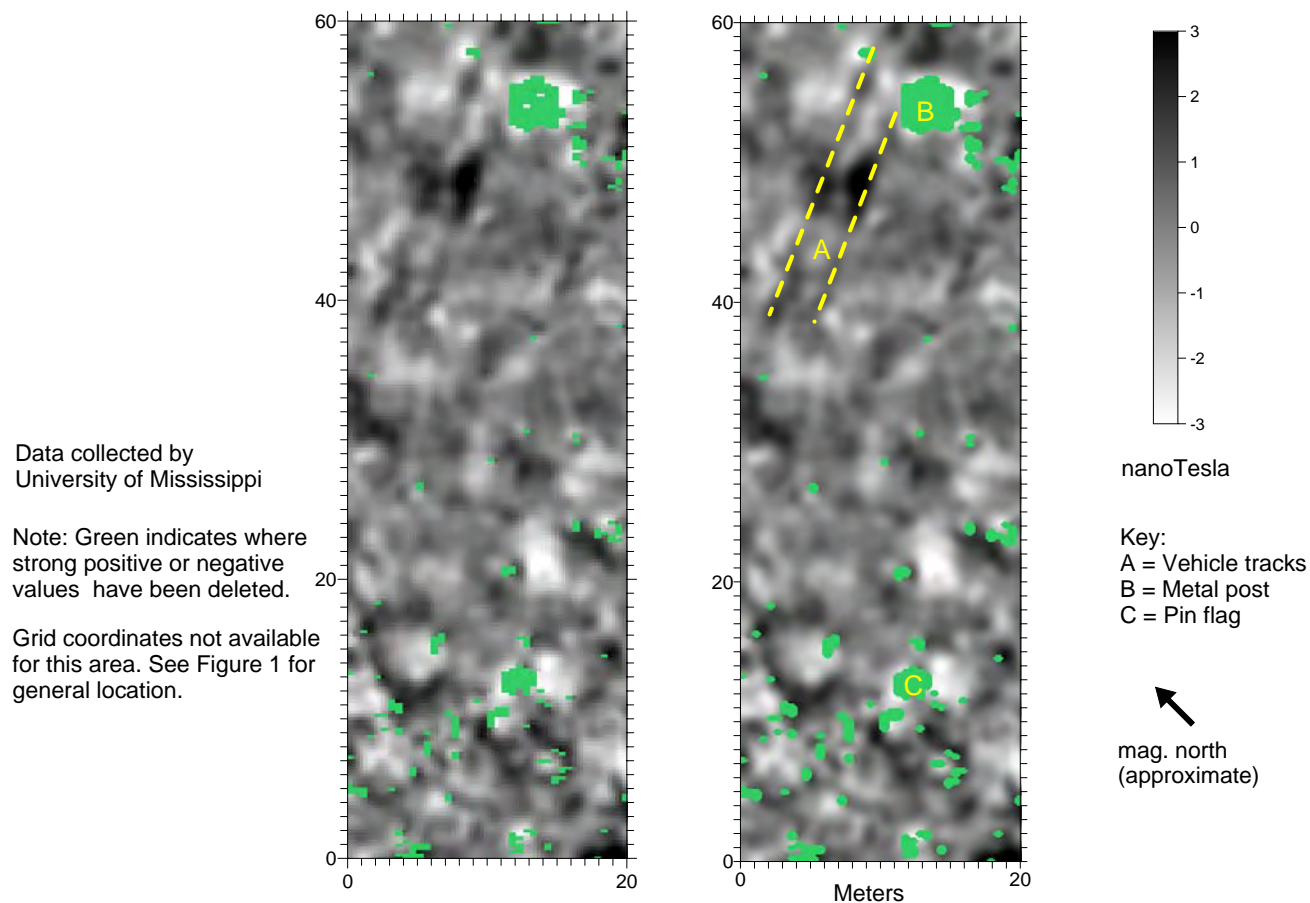 60
40
20
0
0
20
Data collected by
University of Mississippi
Note: Green indicates where
strong positive or negative
values have been deleted.
Grid coordinates not available
for this area. See Figure 1 for
general location.
60
40
20
0
0
20
Meters
A
B
C
3
2
1
0
-1
-2
-3
nanoTesla
Key:
A = Vehicle tracks
B = Metal post
C = Pin flag
mag. north
(approximate)